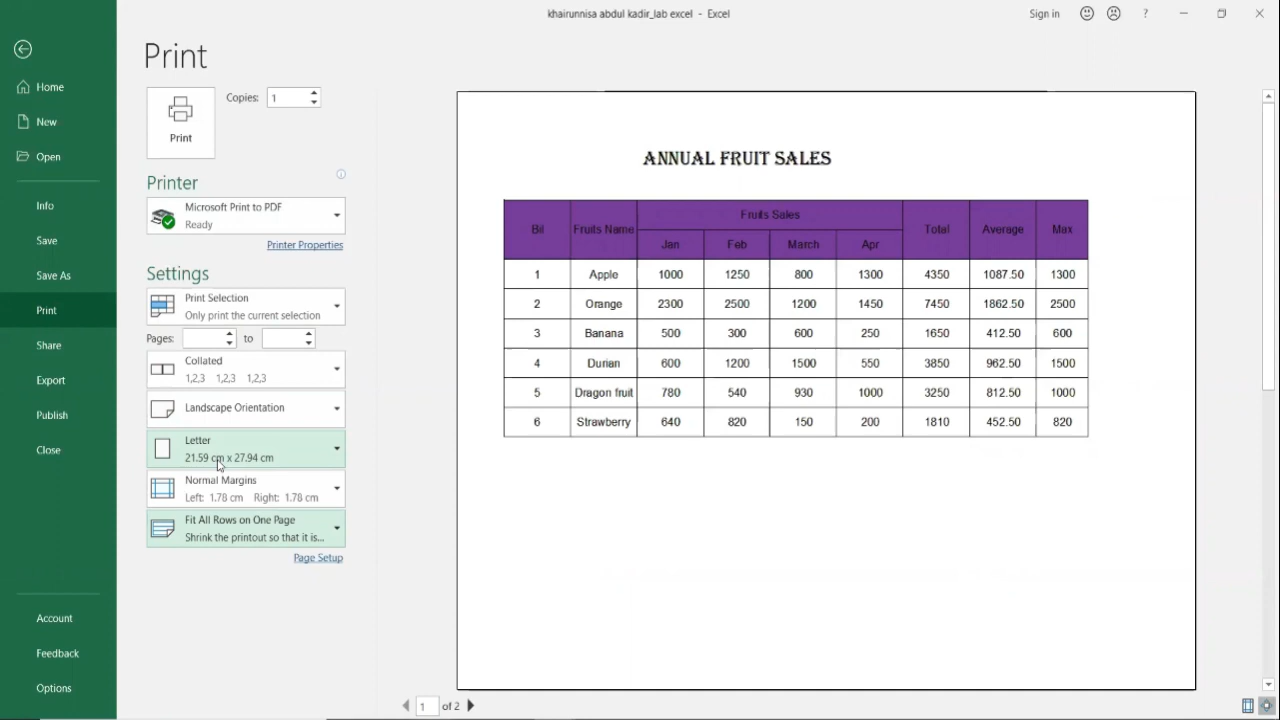 khairunnisa abdul kadir_lab excel - Excel
Sign in
?
Home
New
Open
Info
Save
Save As
Print
Share
Export
Publish
Close
Account
Feedback
Options
Print
Print
Copies: 1
Printer
Microsoft Print to PDF
Ready
Printer Properties
Settings
Print Selection
Only print the current selection
Pages: to
Collated
1,2,3 1,2,3 1,2,3
Landscape Orientation
Letter
21.59 cm x 27.94 cm
Normal Margins
Left: 1.78 cm Right: 1.78 cm
Fit All Rows on One Page
Shrink the printout so that it is...
Page Setup
ANNUAL FRUIT SALES
Bil Fruits Name Fruits Sales Total Average Max
Jan Feb March Apr
1 Apple 1000 1250 800 1300 4350 1087.50 1300
2 Orange 2300 2500 1200 1450 7450 1862.50 2500
3 Banana 500 300 600 250 1650 412.50 600
4 Durian 600 1200 1500 550 3850 962.50 1500
5 Dragon fruit 780 540 930 1000 3250 812.50 1000
6 Strawberry 640 820 150 200 1810 452.50 820
1 of 2